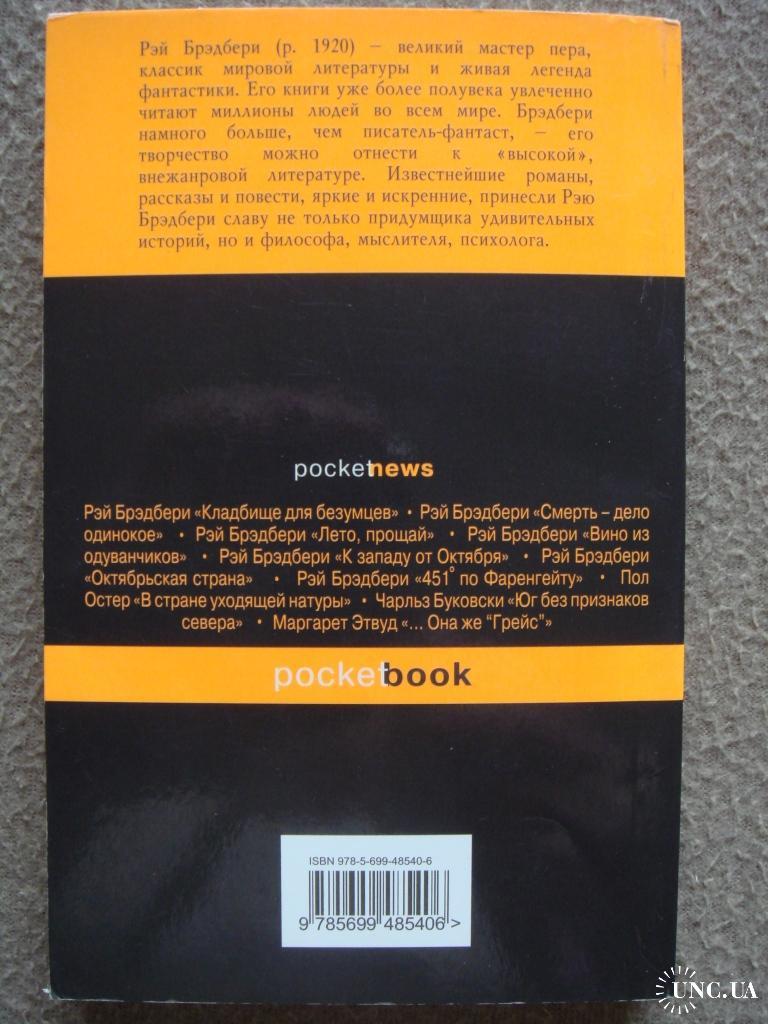 Рэй Брэдбери (р. 1920) – великий мастер пера,
классик мировой литературы и живая легенда
фантастики. Его книги уже более полувека увлеченно
читают миллионы людей во всем мире. Брэдбери
намного больше, чем писатель-фантаст, – его
творчество можно отнести к «высокой»,
внежанровой литературе. Известнейшие романы,
рассказы и повести, яркие и искренние, принесли Рэю
Брэдбери славу не только придумщика удивительных
историй, но и философа, мыслителя, психолога.
pocketnews
Рэй Брэдбери «Кладбище для безумцев» • Рэй Брэдбери «Смерть – дело
одинокое» • Рэй Брэдбери «Лето, прощай» • Рэй Брэдбери «Вино из
одуванчиков» • Рэй Брэдбери «К западу от Октября» • Рэй Брэдбери
«Октябрьская страна» • Рэй Брэдбери «451° по Фаренгейту» • Пол
Остер «В стране уходящей натуры» • Чарльз Буковски «Юг без признаков
севера» • Маргарет Этвуд «... Она же "Грейс"»
pocketbook
ISBN 978-5-699-48540-6
9 785699 485406 >
UNC.UA